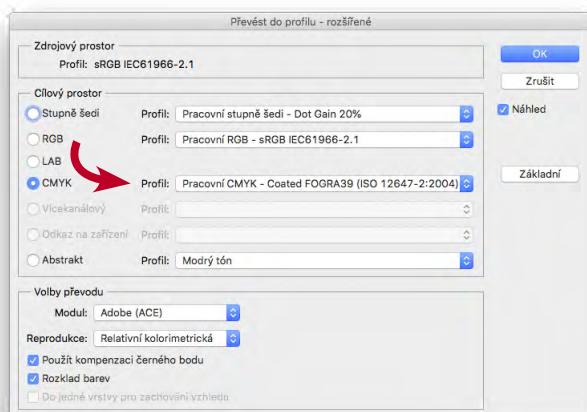 Převést do profilu - rozšířené
Zdrojový prostor
Profil: sRGB IEC61966-2.1
OK
Zrušit
Náhled
Základní
Cílový prostor
Stupně šedi Profil: Pracovní stupně šedi - Dot Gain 20%
RGB Profil: Pracovní RGB - sRGB IEC61966-2.1
LAB
CMYK Profil: Pracovní CMYK - Coated FOGRA39 (ISO 12647-2:2004)
Vícekanálový Profil:
Odkaz na zařízení Profil:
Abstrakt Profil: Modrý tón
Volby převodu
Modul: Adobe (ACE)
Reprodukce: Relativní kolorimetrická
Použít kompenzaci černého bodu
Rozklad barev
Do jedné vrstvy pro zachování vzhledu